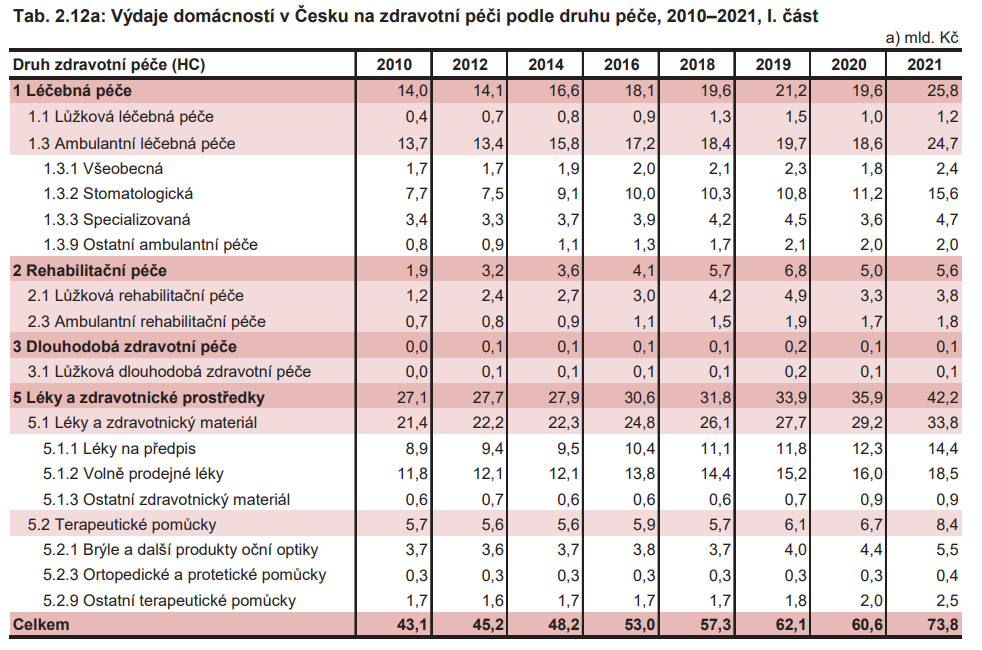 Tab. 2.12a: Výdaje domácností v Česku na zdravotní péči podle druhu péče, 2010–2021, I. část
a) mld. Kč
Druh zdravotní péče (HC) 2010 2012 2014 2016 2018 2019 2020 2021
1 Léčebná péče 14,0 14,1 16,6 18,1 19,6 21,2 19,6 25,8
1.1 Lůžková léčebná péče 0,4 0,7 0,8 0,9 1,3 1,5 1,0 1,2
1.3 Ambulantní léčebná péče 13,7 13,4 15,8 17,2 18,4 19,7 18,6 24,7
1.3.1 Všeobecná 1,7 1,7 1,9 2,0 2,1 2,3 1,8 2,4
1.3.2 Stomatologická 7,7 7,5 9,1 10,0 10,3 10,8 11,2 15,6
1.3.3 Specializovaná 3,4 3,3 3,7 3,9 4,2 4,5 3,6 4,7
1.3.9 Ostatní ambulantní péče 0,8 0,9 1,1 1,3 1,7 2,1 2,0 2,0
2 Rehabilitační péče 1,9 3,2 3,6 4,1 5,7 6,8 5,0 5,6
2.1 Lůžková rehabilitační péče 1,2 2,4 2,7 3,0 4,2 4,9 3,3 3,8
2.3 Ambulantní rehabilitační péče 0,7 0,8 0,9 1,1 1,5 1,9 1,7 1,8
3 Dlouhodobá zdravotní péče 0,0 0,1 0,1 0,1 0,1 0,2 0,1 0,1
3.1 Lůžková dlouhodobá zdravotní péče 0,0 0,1 0,1 0,1 0,1 0,2 0,1 0,1
5 Léky a zdravotnické prostředky 27,1 27,7 27,9 30,6 31,8 33,9 35,9 42,2
5.1 Léky a zdravotnický materiál 21,4 22,2 22,3 24,8 26,1 27,7 29,2 33,8
5.1.1 Léky na předpis 8,9 9,4 9,5 10,4 11,1 11,8 12,3 14,4
5.1.2 Volně prodejné léky 11,8 12,1 12,1 13,8 14,4 15,2 16,0 18,5
5.1.3 Ostatní zdravotnický materiál 0,6 0,7 0,6 0,6 0,6 0,7 0,9 0,9
5.2 Terapeutické pomůcky 5,7 5,6 5,6 5,9 5,7 6,1 6,7 8,4
5.2.1 Brýle a další produkty oční optiky 3,7 3,6 3,7 3,8 3,7 4,0 4,4 5,5
5.2.3 Ortopedické a protetické pomůcky 0,3 0,3 0,3 0,3 0,3 0,3 0,3 0,4
5.2.9 Ostatní terapeutické pomůcky 1,7 1,6 1,7 1,7 1,7 1,8 2,0 2,5
Celkem 43,1 45,2 48,2 53,0 57,3 62,1 60,6 73,8